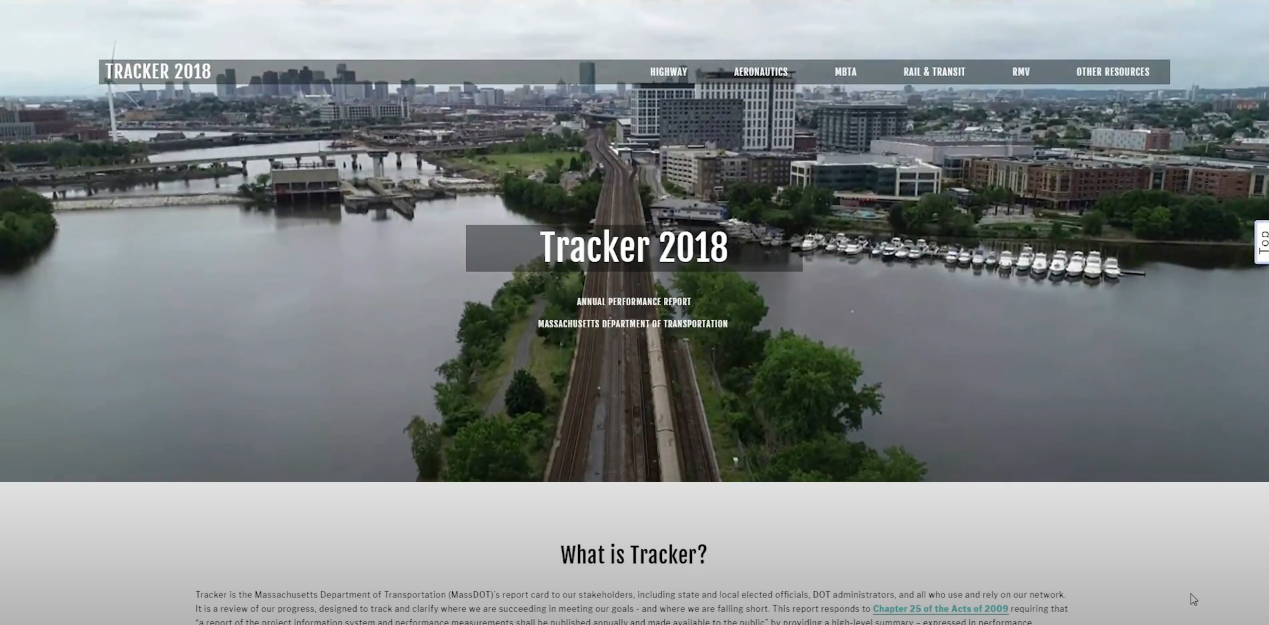 TRACKER 2018
HIGHWAY AERONAUTICS MBTA RAIL & TRANSIT RMV OTHER RESOURCES
Top
Tracker 2018
ANNUAL PERFORMANCE REPORT
MASSACHUSETTS DEPARTMENT OF TRANSPORTATION
What is Tracker?
Tracker is the Massachusetts Department of Transportation (MassDOT)'s report card to our stakeholders, including state and local elected officials, DOT administrators, and all who use and rely on our network.
It is a review of our progress, designed to track and clarify where we are succeeding in meeting our goals - and where we are falling short. This report responds to Chapter 25 of the Acts of 2009 requiring that
"a report of the project information system and performance measurements shall be published annually and made available to the public" by providing a high-level summary – expressed in performance